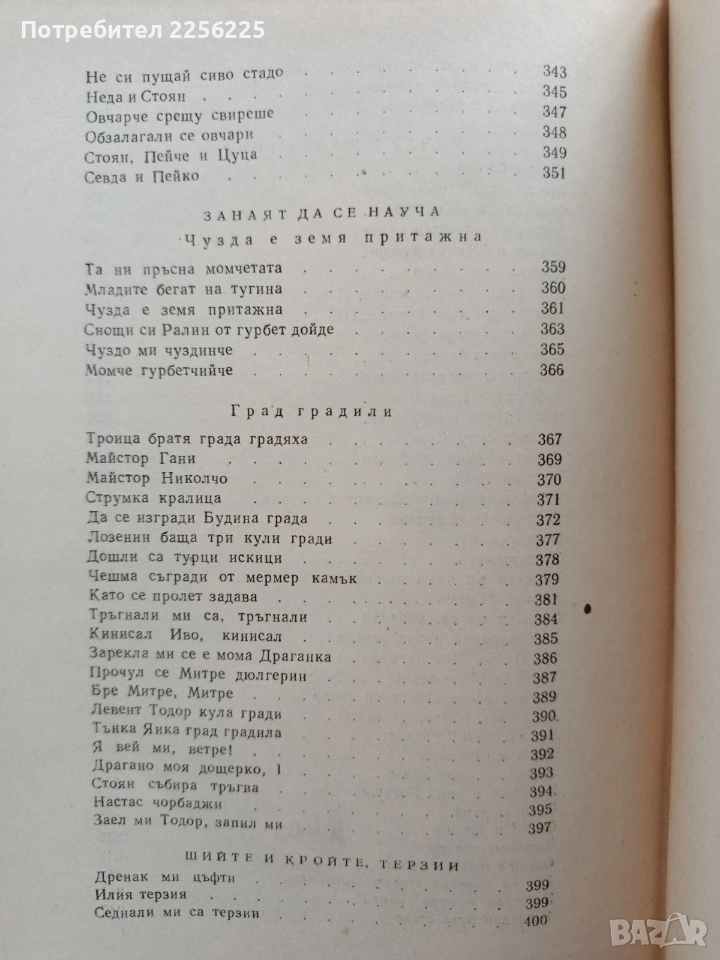 Потребител 2256225
Не си пущай сиво стадо . . . . . . . . . 343
Неда и Стоян . . . . . . . . . . . . 345
Овчарче срещу свиреше . . . . . . . . . 347
Обзалагали се овчари . . . . . . . . . . 348
Стоян, Пейче и Цуца . . . . . . . . . . 349
Севда и Пейко . . . . . . . . . . . . 351
ЗАНАЯТ ДА СЕ НАУЧА
Чузда е земя притажна
Та ни пръсна момчетата . . . . . . . . . 359
Младите бегат на тугина . . . . . . . . . 360
Чузда е земя притажна . . . . . . . . . 361
Снощи си Ралин от гурбет дойде . . . . . . . 363
Чуздо ми чуздинче . . . . . . . . . . . 365
Момче гурбетчийче . . . . . . . . . . . 366
Град градили
Троица братя града градяха . . . . . . . . 367
Майстор Гани . . . . . . . . . . . . 369
Майстор Николчо . . . . . . . . . . . 370
Струмка кралица . . . . . . . . . . . 371
Да се изгради Будина града . . . . . . . . 372
Лозенин баща три кули гради . . . . . . . 377
Дошли са турци искици . . . . . . . . . 378
Чешма съгради от мермер камък . . . . . . 379
Като се пролет задава . . . . . . . . . . 381
Тръгнали ми са, тръгнали . . . . . . . . 384
Кинисал Иво, кинисал . . . . . . . . . 385
Зарекла ми се е мома Драганка . . . . . . . 386
Прочул се Митре дюлгерин . . . . . . . . 387
Бре Митре, Митре . . . . . . . . . . . 389
Левент Тодор кула гради . . . . . . . . . 390
Тънка Янка град градила . . . . . . . . . 391
Я вей ми, ветре! . . . . . . . . . . . 392
Драгано моя дощерко, I . . . . . . . . . 393
Стоян събира тръгва . . . . . . . . . . 394
Настас чорбаджи . . . . . . . . . . . 395
Заел ми Тодор, запил ми . . . . . . . . . 397
ШИЙТЕ И КРОЙТЕ, ТЕРЗИИ
Дренак ми цъфти . . . . . . . . . . . 399
Илия терзия . . . . . . . . . . . . . 399
Седнали ми са терзии . . . . . . . . . . 400
BAZAR